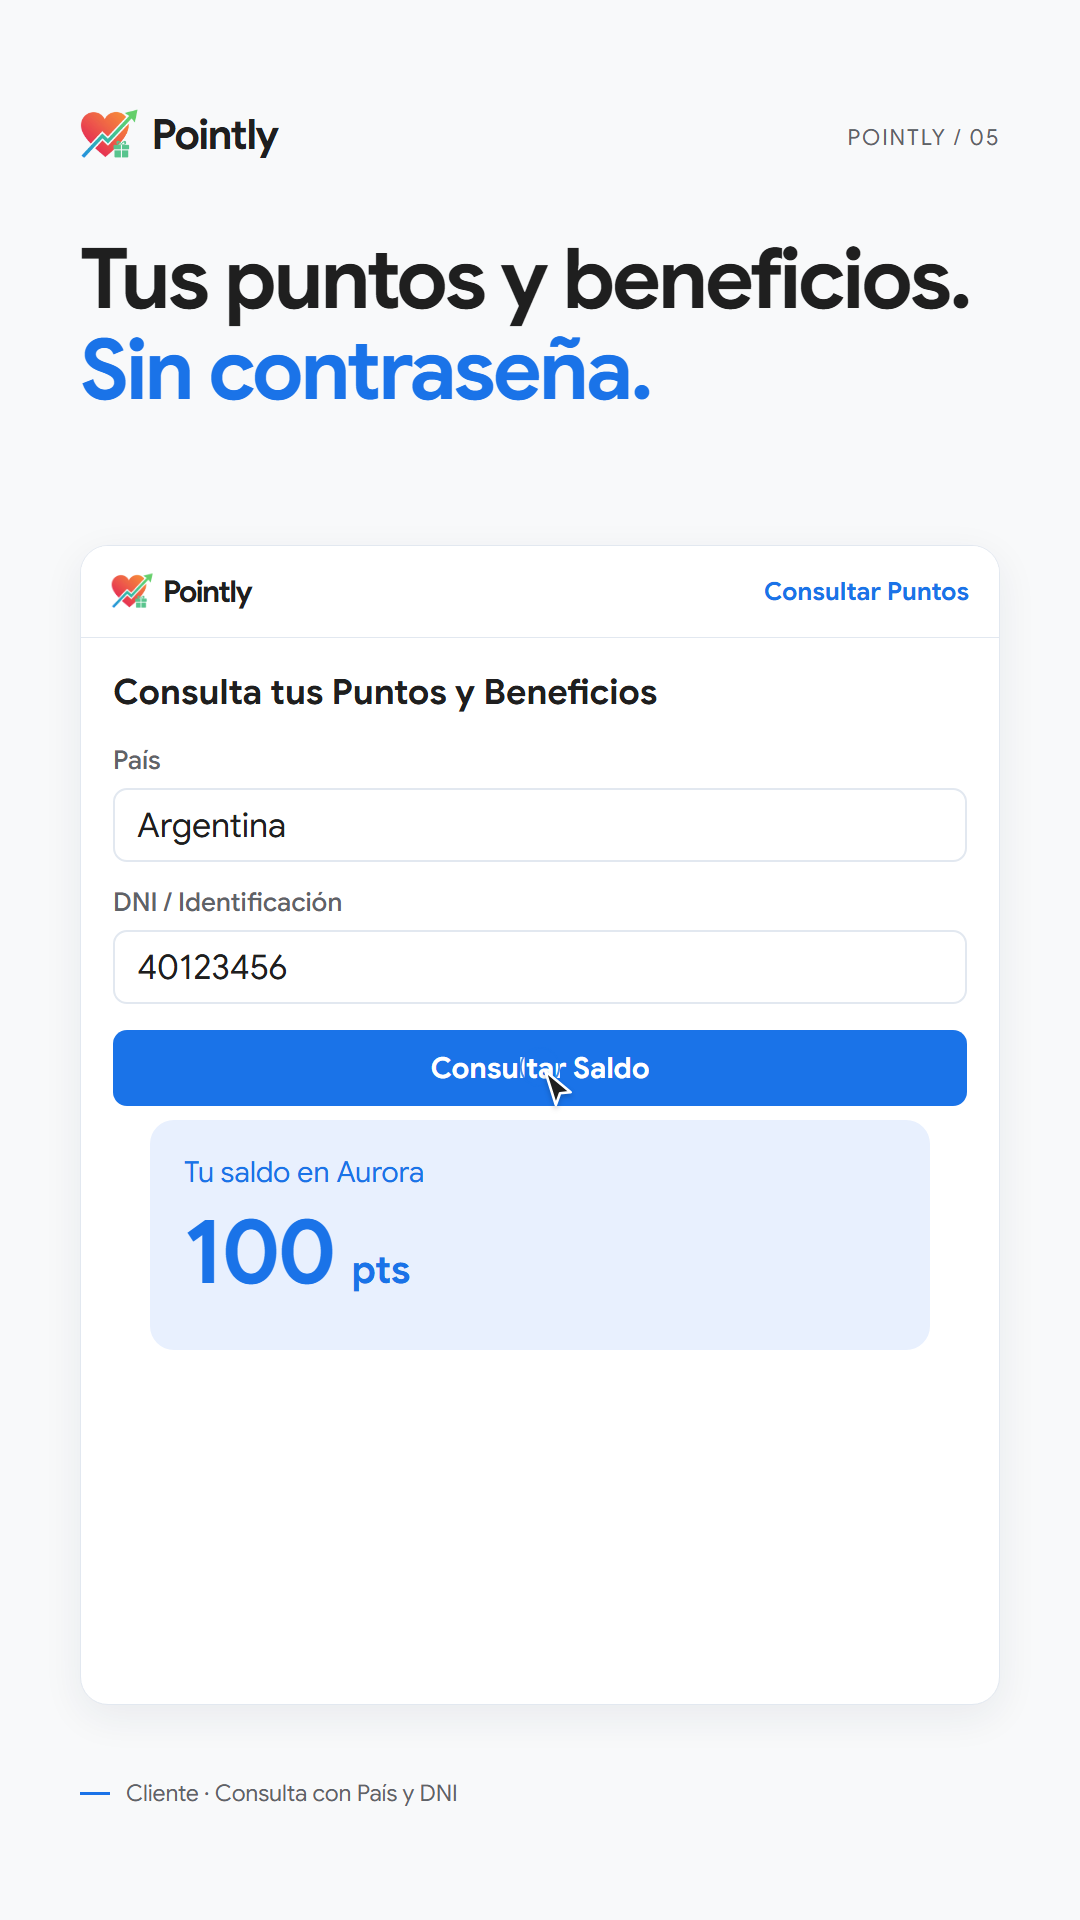 Pointly
POINTLY / 05
Tus puntos y beneficios.
Sin contraseña.
Pointly
Consultar Puntos
Consulta tus Puntos y Beneficios
País
Argentina
DNI / Identificación
40123456
Consultar Saldo
Tu saldo en Aurora
100 pts
Cliente · Consulta con País y DNI